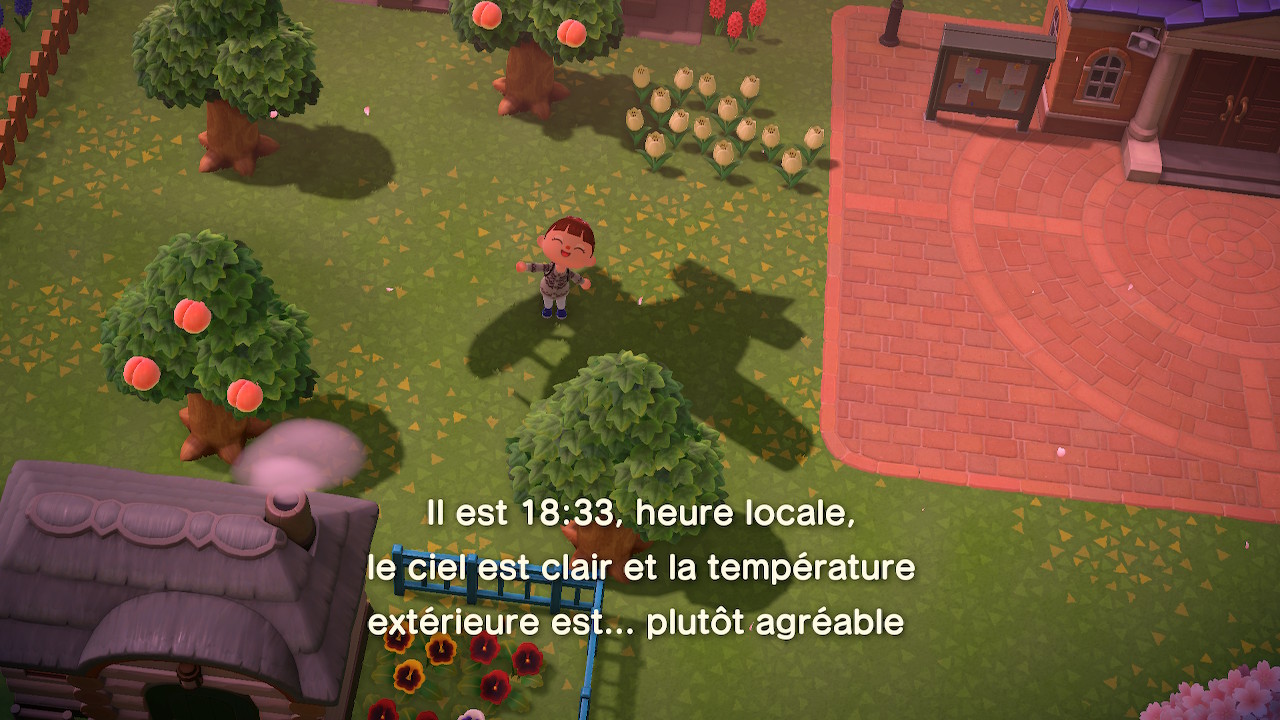 Il est 18:33, heure locale,
le ciel est clair et la température
extérieure est... plutôt agréable